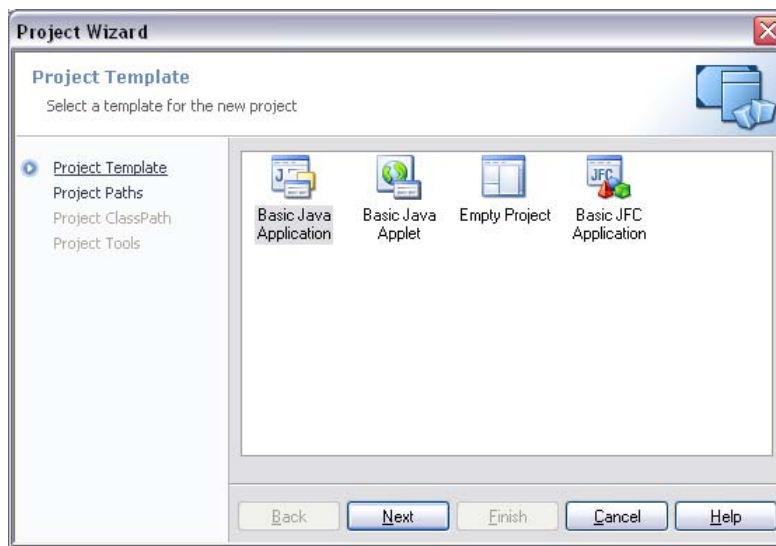 Project Wizard
Project Template
Select a template for the new project
Project Template
Project Paths
Project ClassPath
Project Tools
J
JFC
Basic Java
Application
Basic Java
Applet
Empty Project
Basic JFC
Application
Back
Next
Finish
Cancel
Help